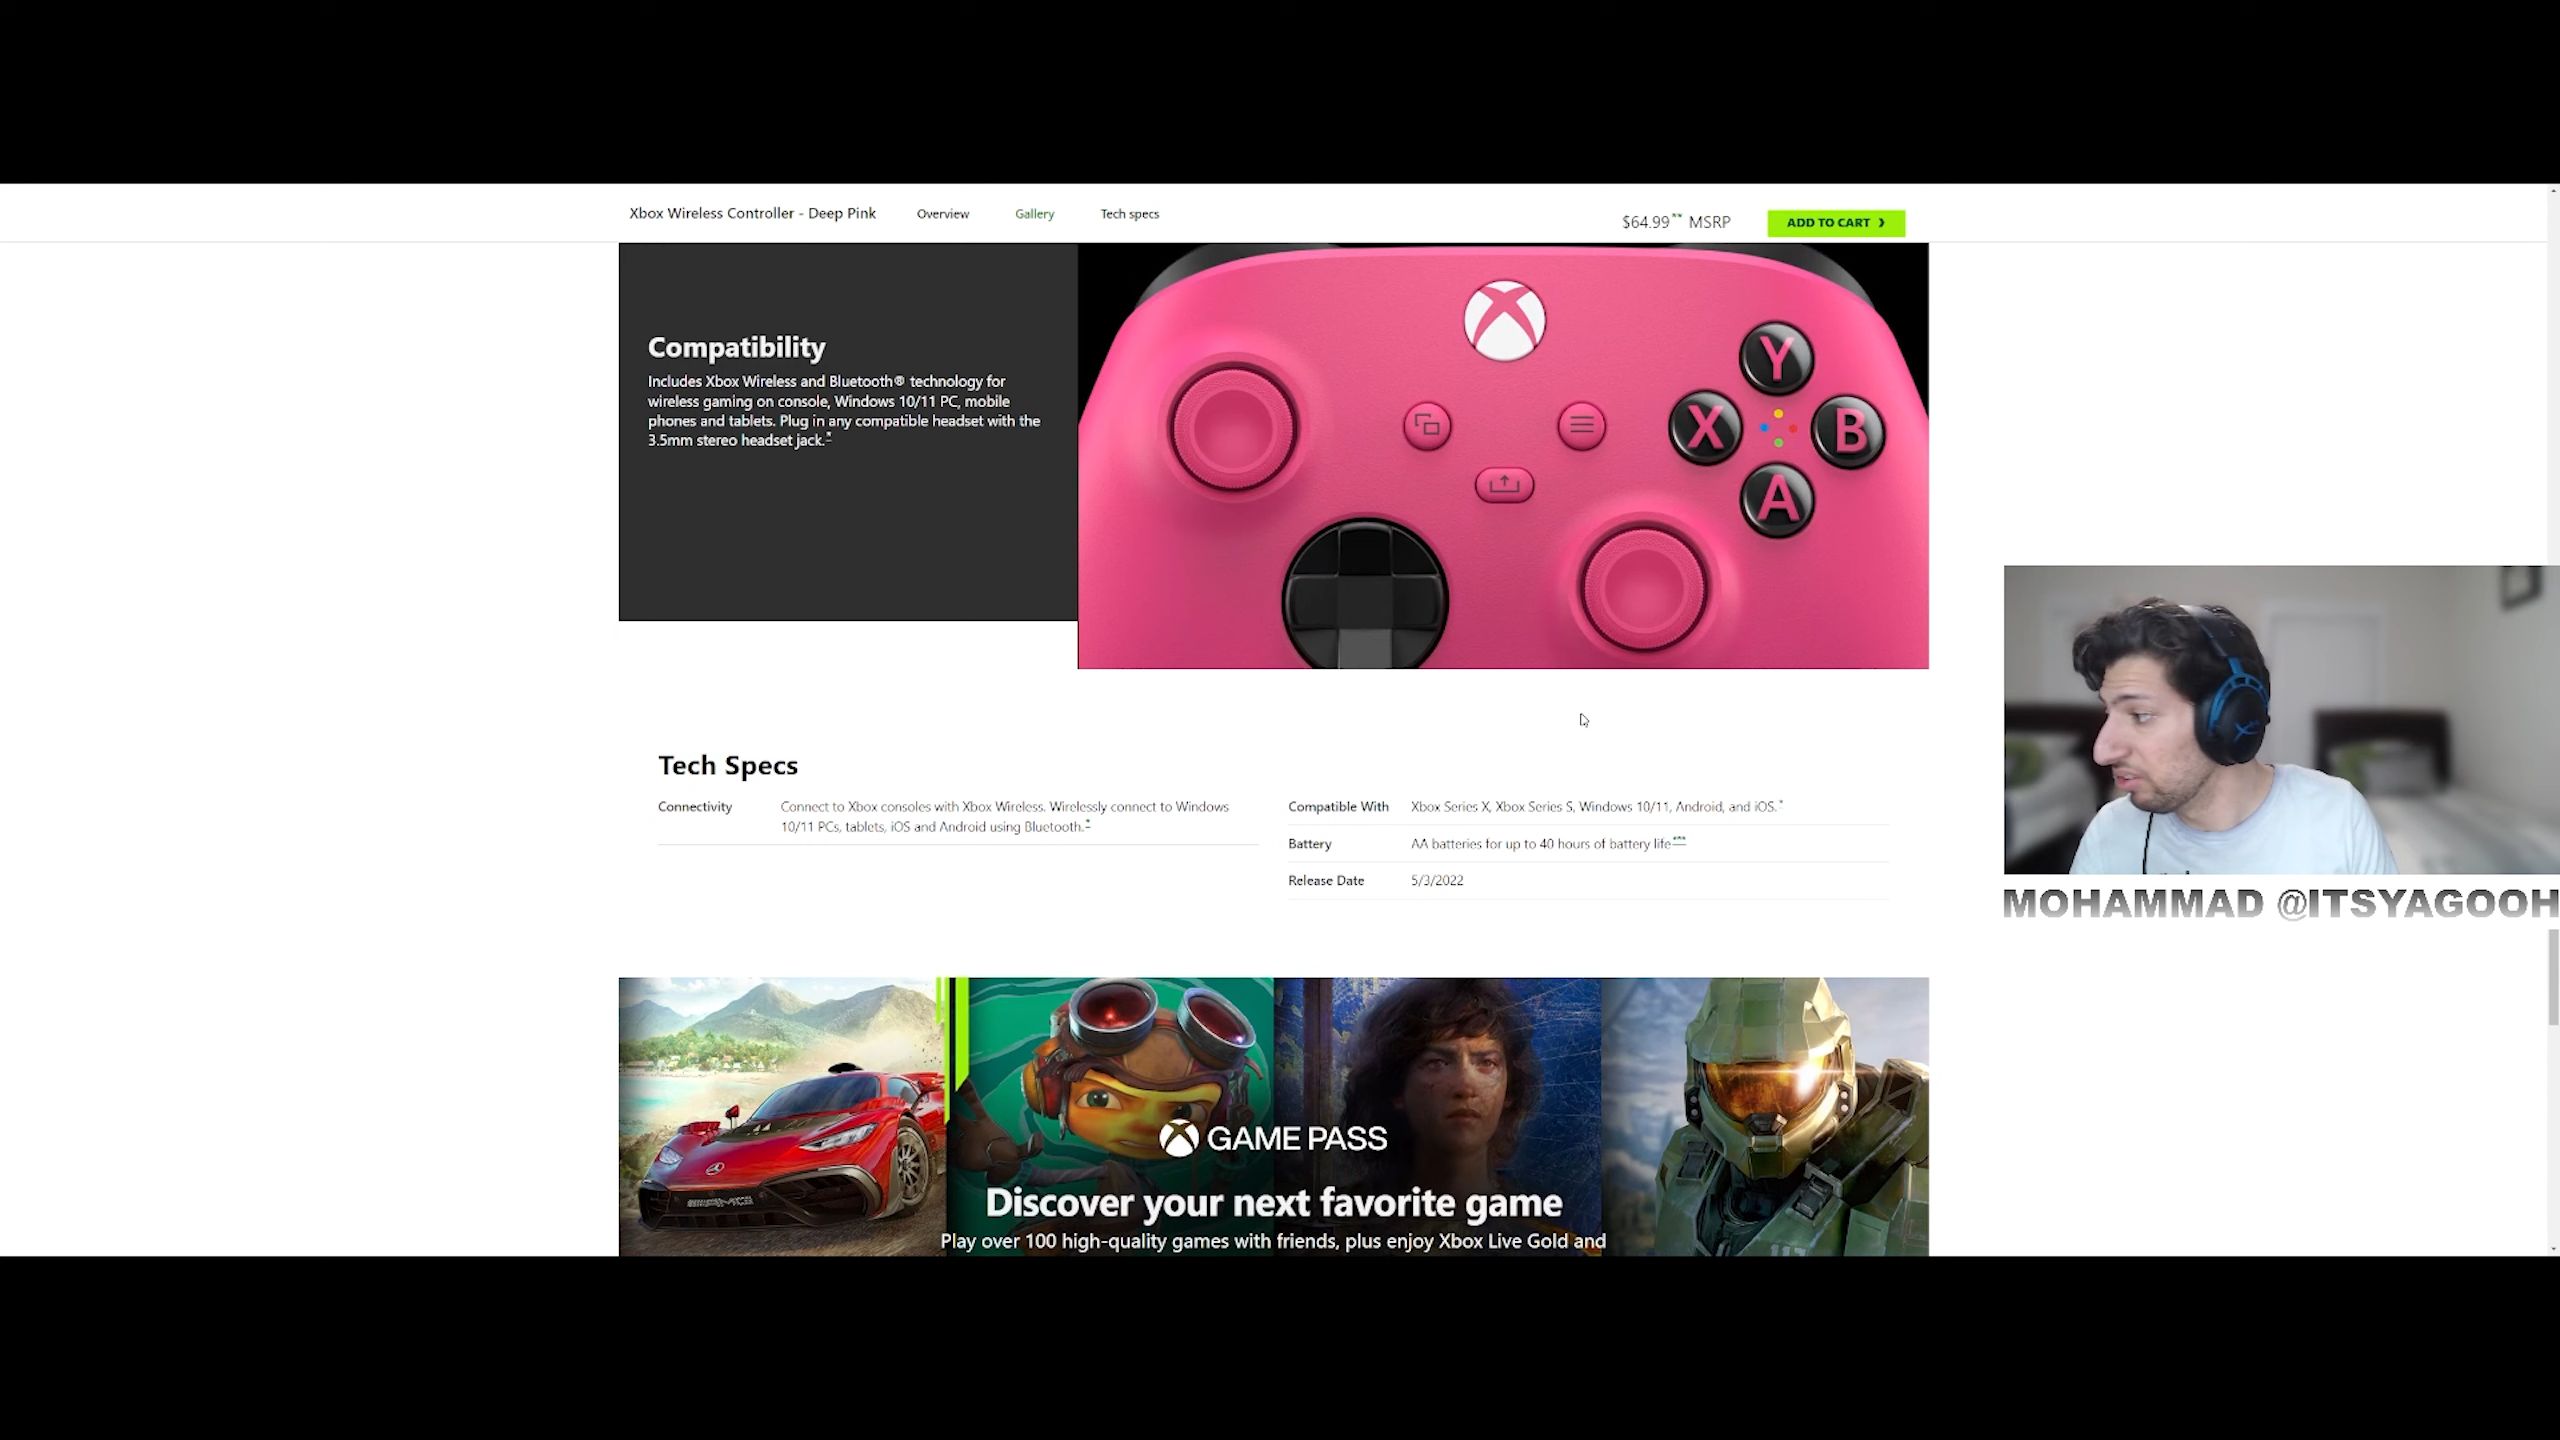 Xbox Wireless Controller - Deep Pink
Overview
Gallery
Tech specs
$64.99** MSRP
ADD TO CART
Compatibility
Includes Xbox Wireless and Bluetooth® technology for
wireless gaming on console, Windows 10/11 PC, mobile
phones and tablets. Plug in any compatible headset with the
3.5mm stereo headset jack.*
Y
X
B
A
Tech Specs
Connectivity
Connect to Xbox consoles with Xbox Wireless. Wirelessly connect to Windows
10/11 PCs, tablets, iOS and Android using Bluetooth.*
Compatible With
Xbox Series X, Xbox Series S, Windows 10/11, Android, and iOS.*
Battery
AA batteries for up to 40 hours of battery life***
Release Date
5/3/2022
MOHAMMAD @ITSYAGOOH
GAME PASS
Discover your next favorite game
Play over 100 high-quality games with friends, plus enjoy Xbox Live Gold and